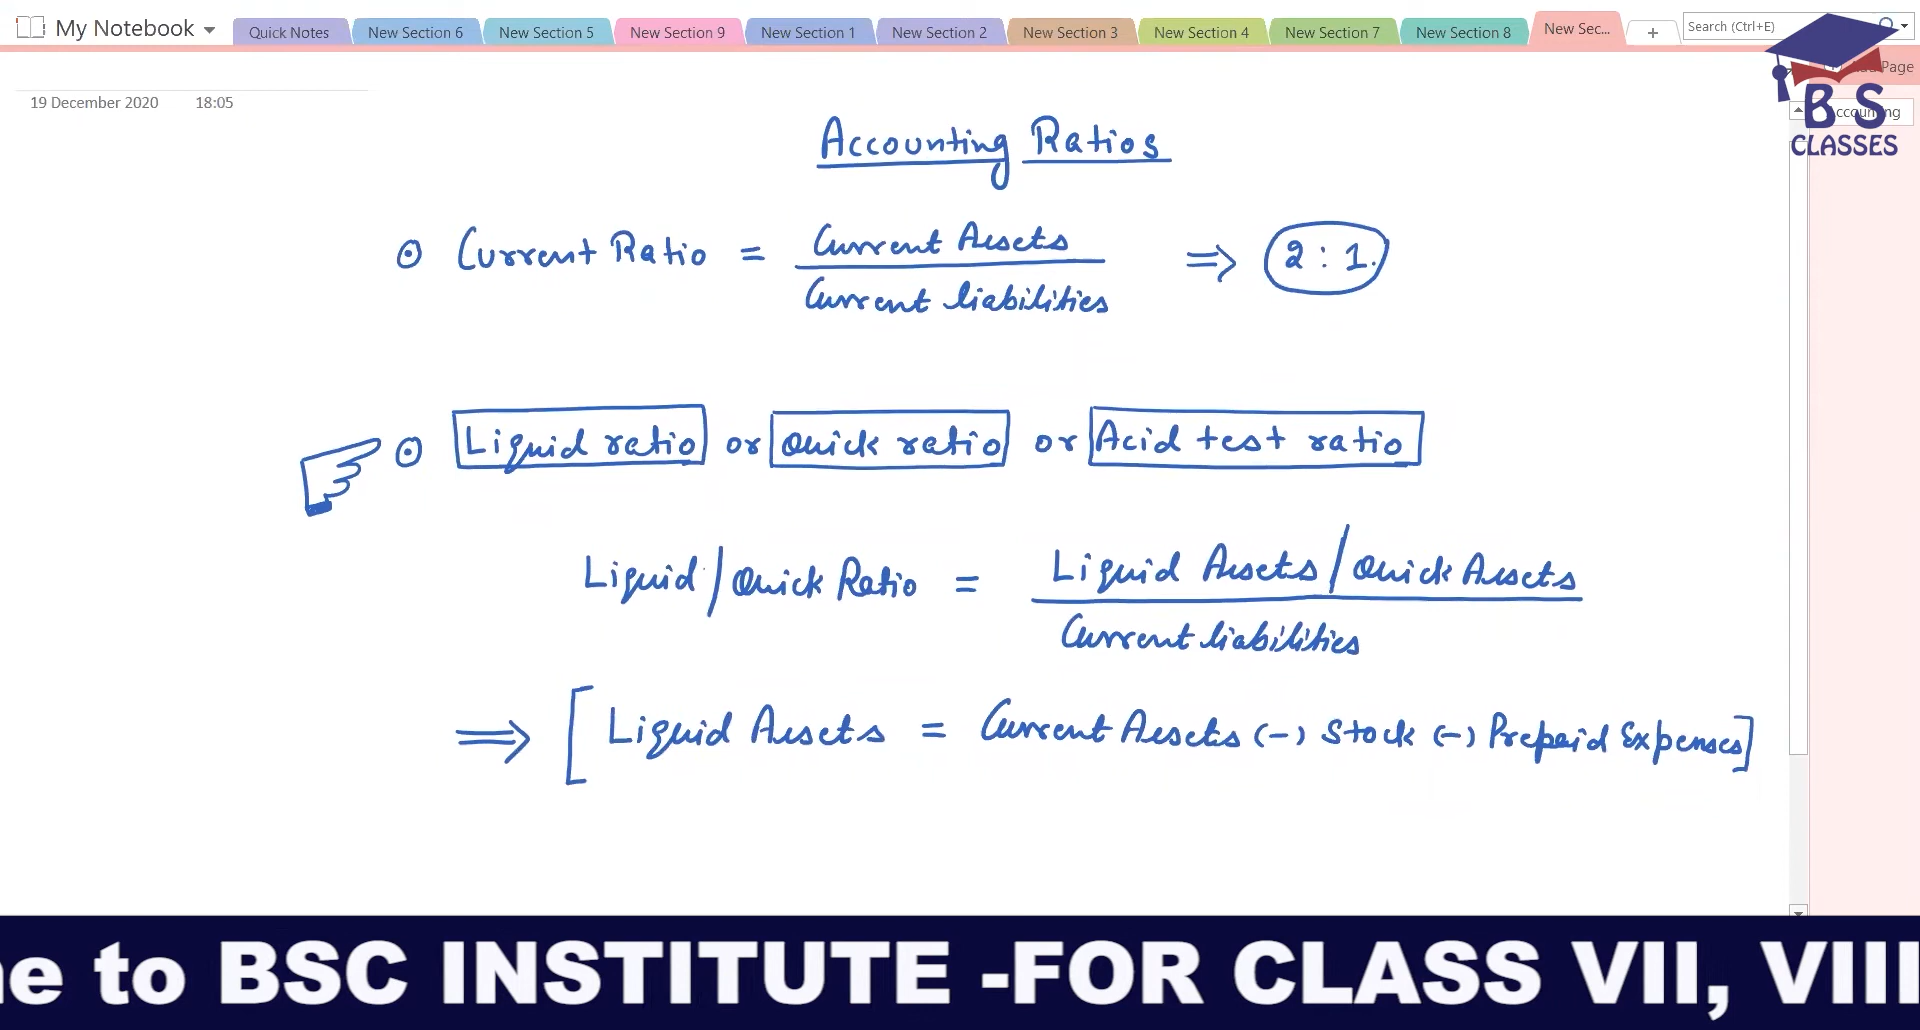 My Notebook
Quick Notes
New Section 6
New Section 5
New Section 9
New Section 1
New Section 2
New Section 3
New Section 4
New Section 7
New Section 8
New Sec...
+
Search (Ctrl+E)
Page
19 December 2020 18:05
BS
CLASSES
Accounting Ratios
⊙ Current Ratio = Current Assets ⇒ 2 : 1.
Current liabilities
⊙ Liquid ratio or Quick ratio or Acid test ratio
Liquid / Quick Ratio = Liquid Assets / Quick Assets
Current liabilities
⇒ [ Liquid Assets = Current Assets (-) Stock (-) Prepaid Expenses ]
to BSC INSTITUTE -FOR CLASS VII, VIII